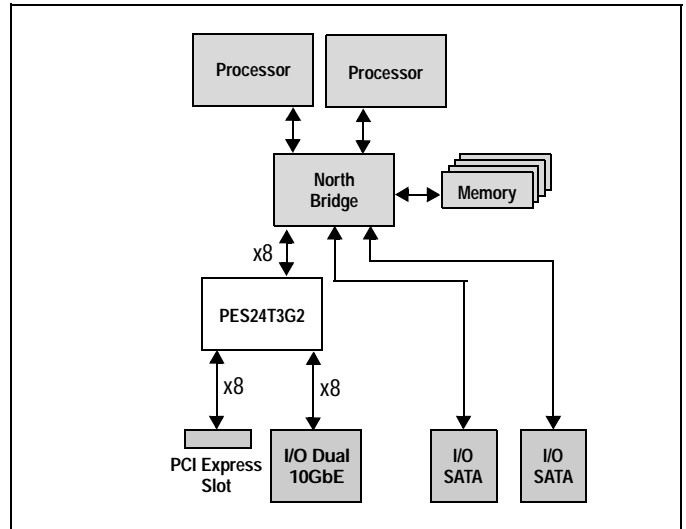 Processor
Processor
North
Bridge
Memory
x8
PES24T3G2
x8
x8
PCI Express
Slot
I/O Dual
10GbE
I/O
SATA
I/O
SATA